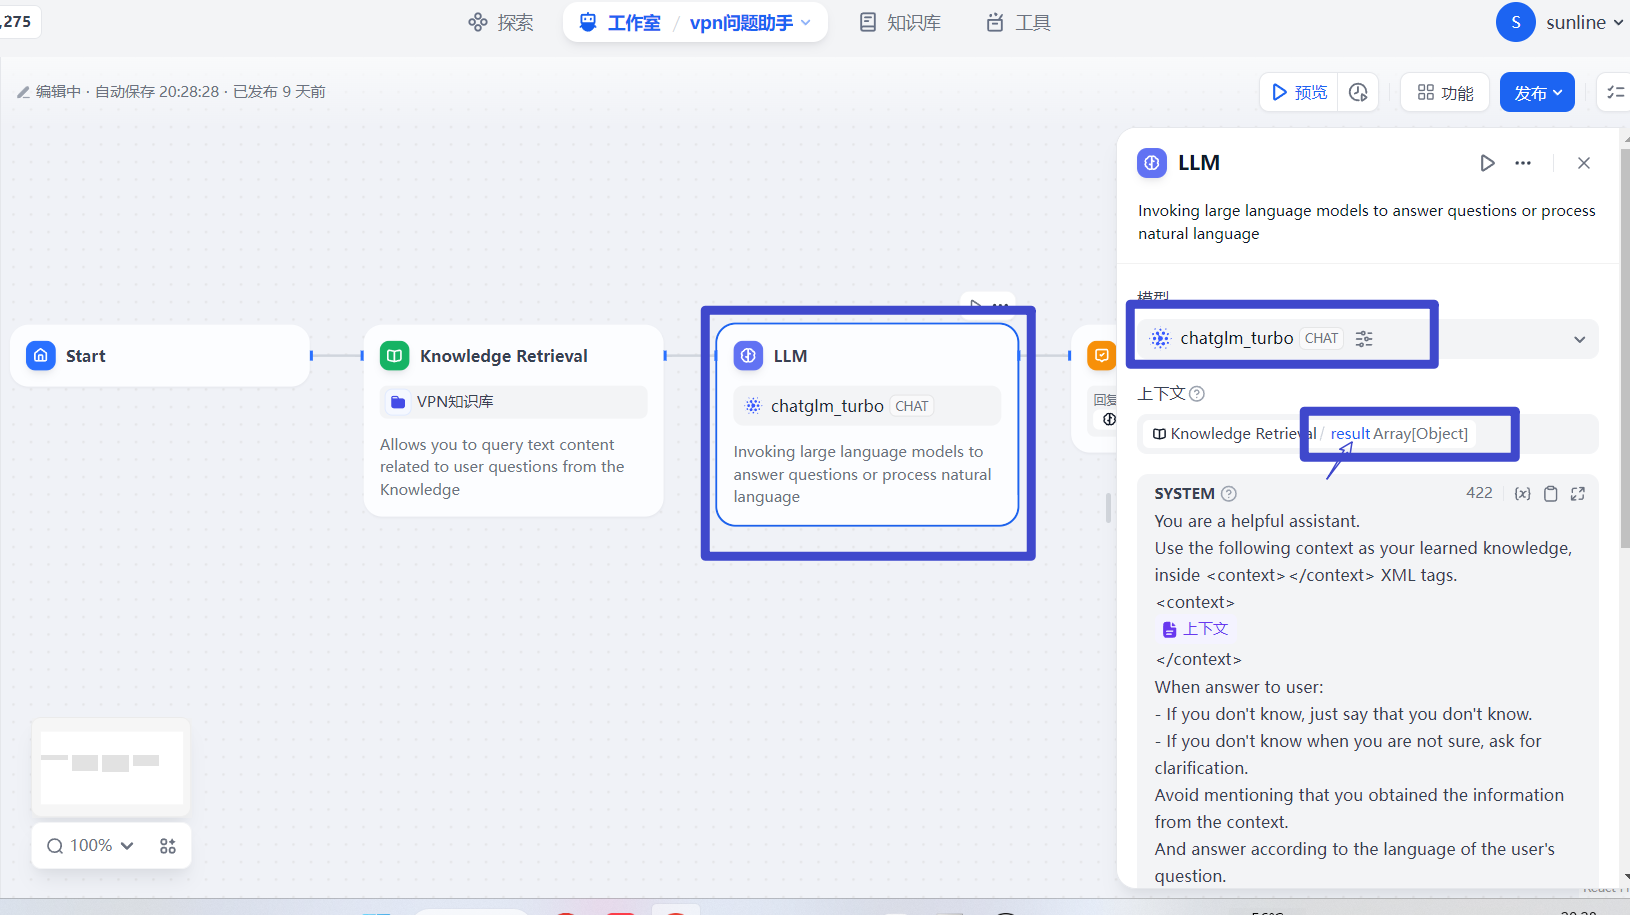 ,275
探索
工作室 / vpn问题助手
知识库
工具
S
sunline
编辑中 · 自动保存 20:28:28 · 已发布 9 天前
预览
功能
发布
Start
Knowledge Retrieval
VPN知识库
Allows you to query text content
related to user questions from the
Knowledge
LLM
chatglm_turbo CHAT
Invoking large language models to
answer questions or process natural
language
回复
100%
LLM
Invoking large language models to answer questions or process
natural language
模型
chatglm_turbo CHAT
上下文
Knowledge Retrieval / result Array[Object]
SYSTEM
422
{x}
You are a helpful assistant.
Use the following context as your learned knowledge,
inside <context></context> XML tags.
<context>
上下文
</context>
When answer to user:
- If you don't know, just say that you don't know.
- If you don't know when you are not sure, ask for
clarification.
Avoid mentioning that you obtained the information
from the context.
And answer according to the language of the user's
question.